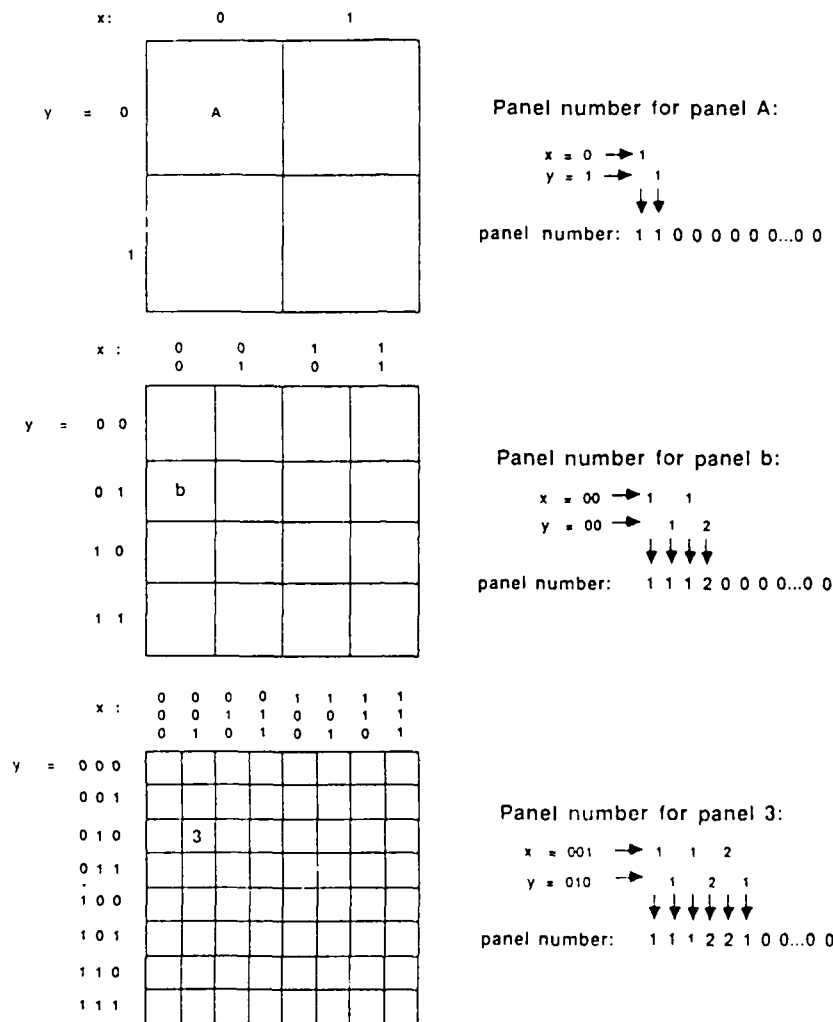 x: 0 1
y = 0 A
1
Panel number for panel A:
x = 0 → 1
y = 1 → 1
panel number: 1 1 0 0 0 0 0 0...0 0
x : 0 0 1 1
0 1 0 1
y = 0 0
0 1 b
1 0
1 1
Panel number for panel b:
x = 00 → 1 1
y = 00 → 1 2
panel number: 1 1 1 2 0 0 0 0...0 0
0 0 0 0 1 1 1 1
x : 0 0 1 1 0 0 1 1
0 1 0 1 0 1 0 1
y = 0 0 0
0 0 1
0 1 0 3
0 1 1
1 0 0
1 0 1
1 1 0
1 1 1
Panel number for panel 3:
x = 001 → 1 1 2
y = 010 → 1 2 1
panel number: 1 1 1 2 2 1 0 0...0 0